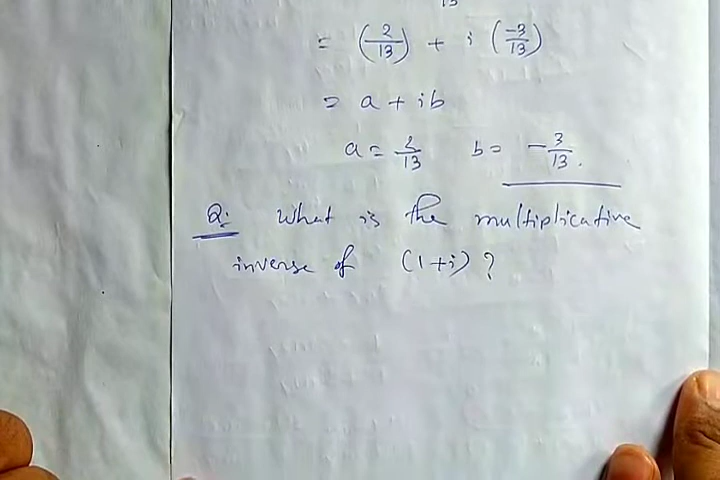 = (2/13) + i (-3/13)
= a + ib
a = 2/13 b = -3/13.
Q: What is the multiplicative
inverse of (1+i) ?